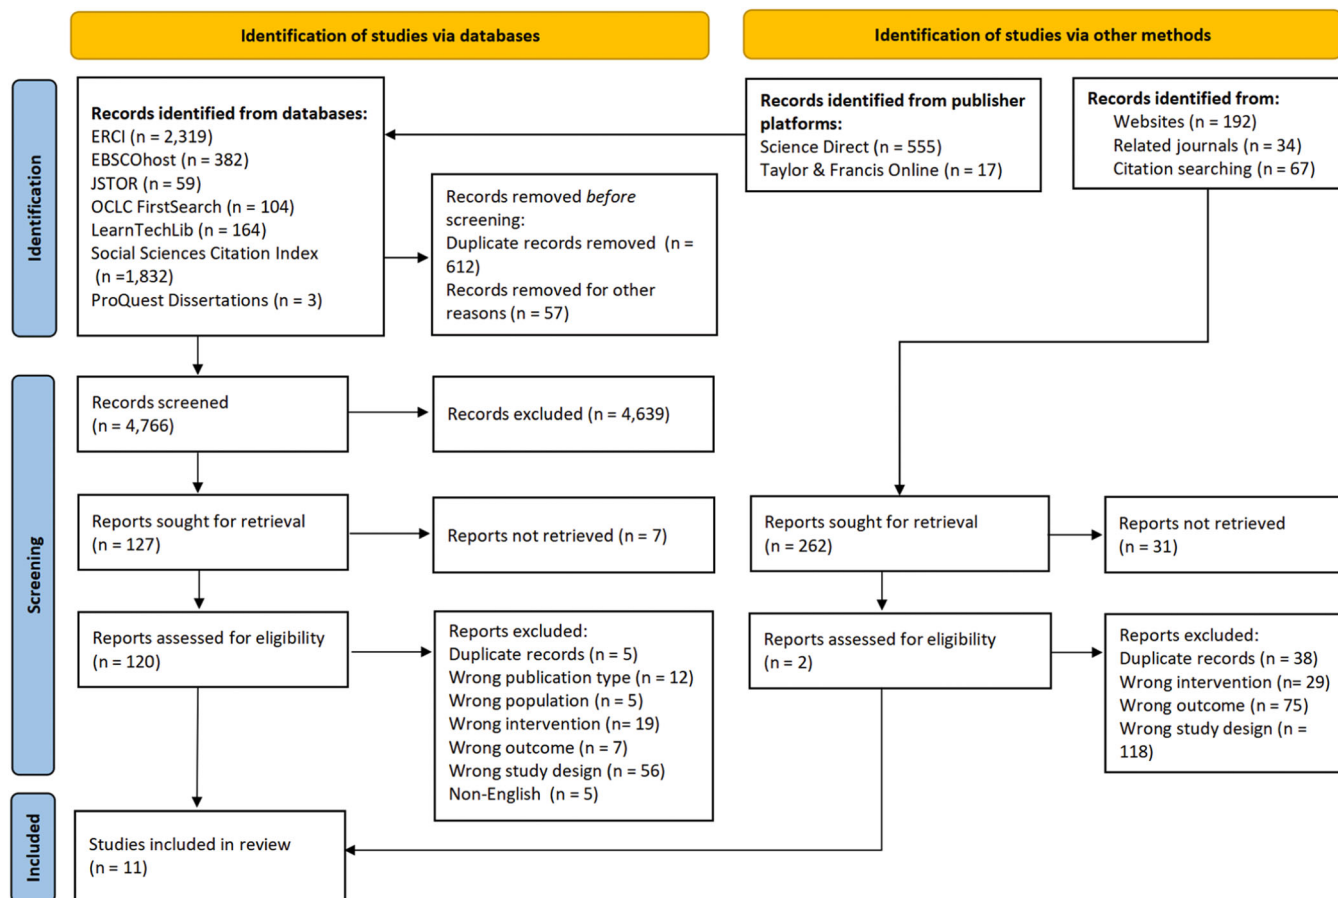 Identification of studies via databases
Identification of studies via other methods
Identification
Records identified from databases:
ERCI (n = 2,319)
EBSCOhost (n = 382)
JSTOR (n = 59)
OCLC FirstSearch (n = 104)
LearnTechLib (n = 164)
Social Sciences Citation Index
(n =1,832)
ProQuest Dissertations (n = 3)
Records removed before
screening:
Duplicate records removed (n =
612)
Records removed for other
reasons (n = 57)
Records identified from publisher
platforms:
Science Direct (n = 555)
Taylor & Francis Online (n = 17)
Records identified from:
Websites (n = 192)
Related journals (n = 34)
Citation searching (n = 67)
Screening
Records screened
(n = 4,766)
Records excluded (n = 4,639)
Reports sought for retrieval
(n = 127)
Reports not retrieved (n = 7)
Reports sought for retrieval
(n = 262)
Reports not retrieved
(n = 31)
Reports assessed for eligibility
(n = 120)
Reports excluded:
Duplicate records (n = 5)
Wrong publication type (n = 12)
Wrong population (n = 5)
Wrong intervention (n= 19)
Wrong outcome (n = 7)
Wrong study design (n = 56)
Non-English (n = 5)
Reports assessed for eligibility
(n = 2)
Reports excluded:
Duplicate records (n = 38)
Wrong intervention (n= 29)
Wrong outcome (n = 75)
Wrong study design (n =
118)
Included
Studies included in review
(n = 11)